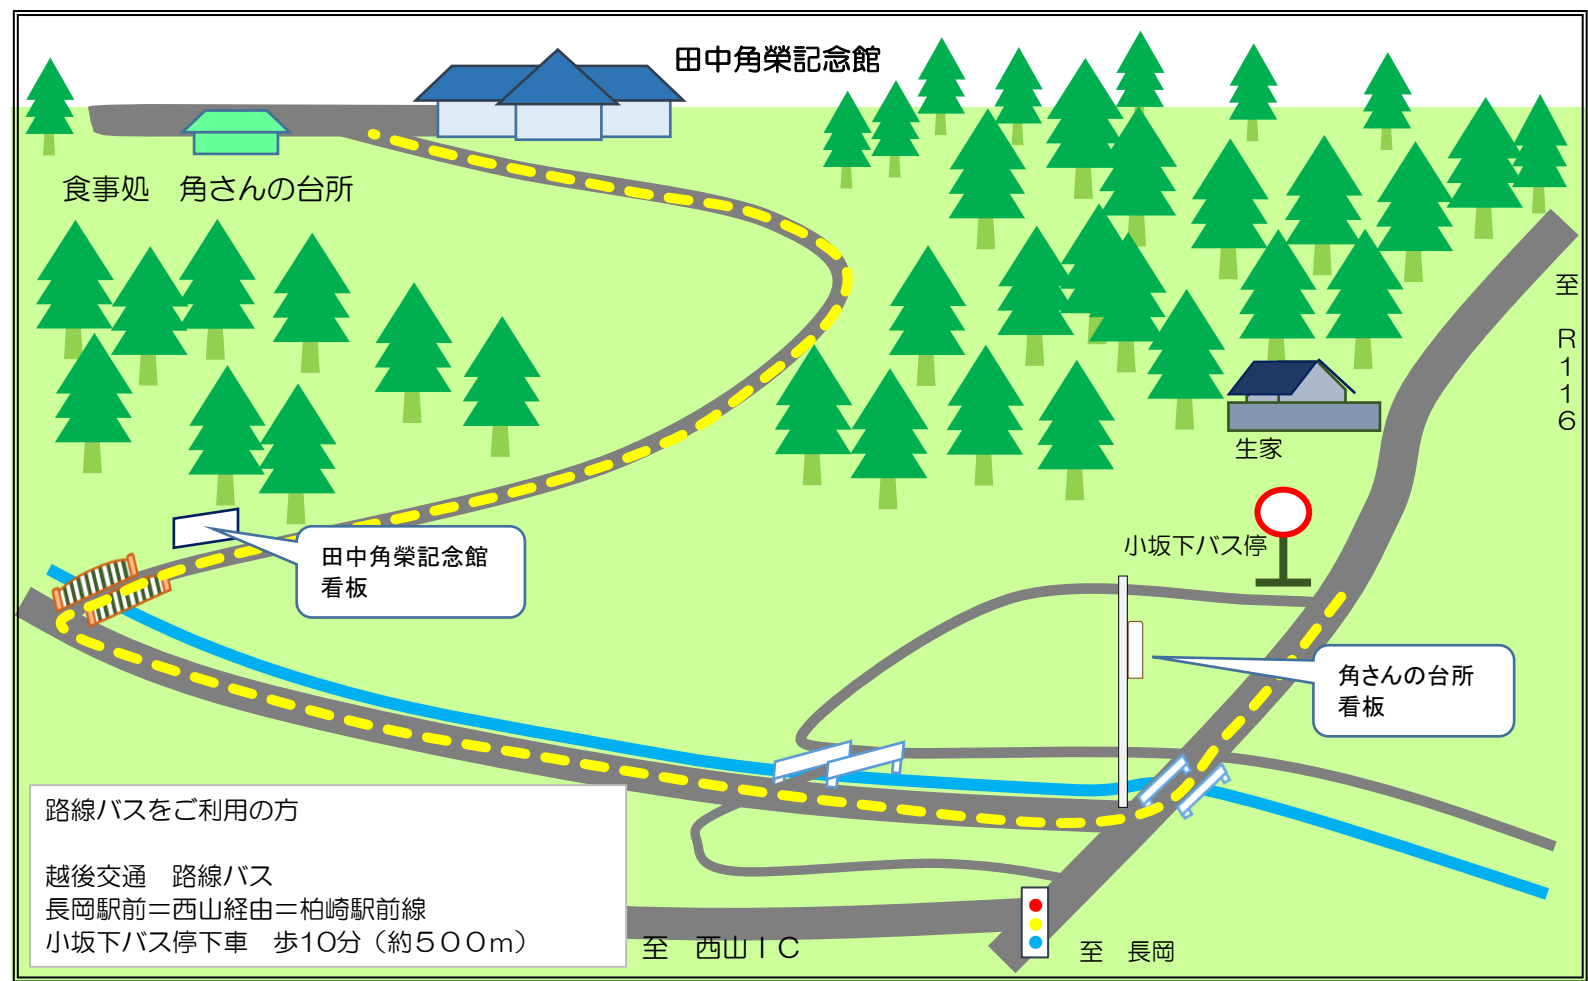 田中角榮記念館
食事処　角さんの台所
至　R116
生家
小坂下バス停
田中角榮記念館
看板
角さんの台所
看板
路線バスをご利用の方
越後交通　路線バス
長岡駅前＝西山経由＝柏崎駅前線
小坂下バス停下車　歩10分（約５００ｍ）
至　西山ＩＣ
至　長岡